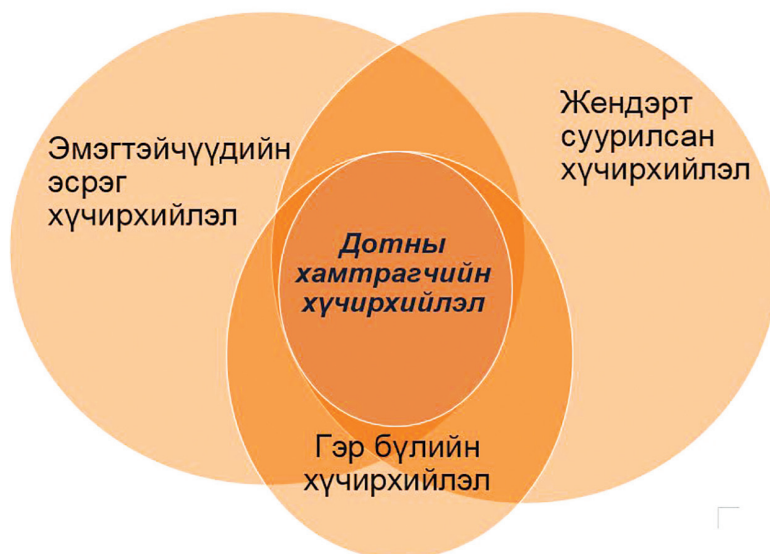 Эмэгтэйчүүдийн
эсрэг
хүчирхийлэл
Жендэрт
суурилсан
хүчирхийлэл
Дотны
хамтрагчийн
хүчирхийлэл
Гэр бүлийн
хүчирхийлэл